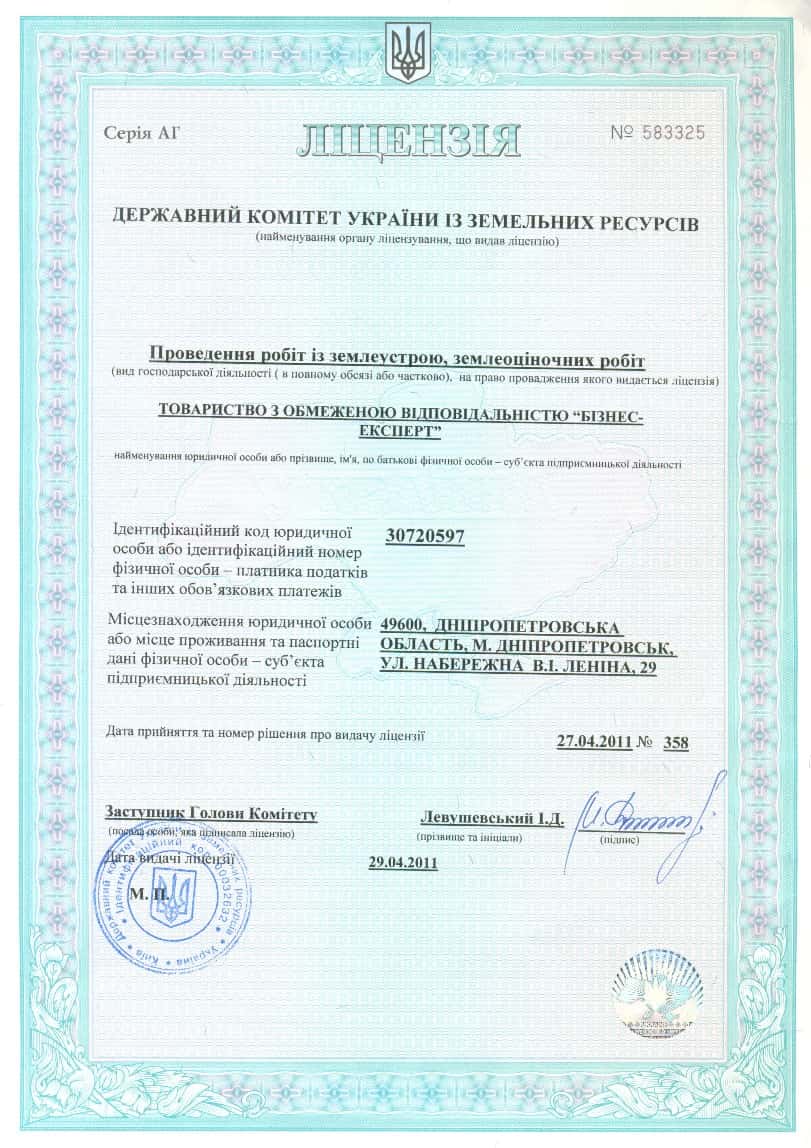 Серія АГ
ЛІЦЕНЗІЯ
№ 583325
ДЕРЖАВНИЙ КОМІТЕТ УКРАЇНИ ІЗ ЗЕМЕЛЬНИХ РЕСУРСІВ
(найменування органу ліцензування, що видав ліцензію)
Проведення робіт із землеустрою, землеоціночних робіт
(вид господарської діяльності ( в повному обсязі або частково), на право провадження якого видається ліцензія)
ТОВАРИСТВО З ОБМЕЖЕНОЮ ВІДПОВІДАЛЬНІСТЮ “БІЗНЕС-
ЕКСПЕРТ”
найменування юридичної особи або прізвище, ім'я, по батькові фізичної особи – суб’єкта підприємницької діяльності
Ідентифікаційний код юридичної
особи або ідентифікаційний номер
фізичної особи – платника податків
та інших обов’язкових платежів
30720597
Місцезнаходження юридичної особи
або місце проживання та паспортні
дані фізичної особи – суб’єкта
підприємницької діяльності
49600, ДНІПРОПЕТРОВСЬКА
ОБЛАСТЬ, М. ДНІПРОПЕТРОВСЬК,
УЛ. НАБЕРЕЖНА В.І. ЛЕНІНА, 29
Дата прийняття та номер рішення про видачу ліцензії
27.04.2011 № 358
Заступник Голови Комітету
(посада особи, яка підписала ліцензію)
Левушевський І.Д.
(прізвище та ініціали)
(підпис)
Дата видачі ліцензії
29.04.2011
М. П.
Державний комітет України із земельних ресурсів * Україна * Київ *
Ідентифікаційний код 00032632